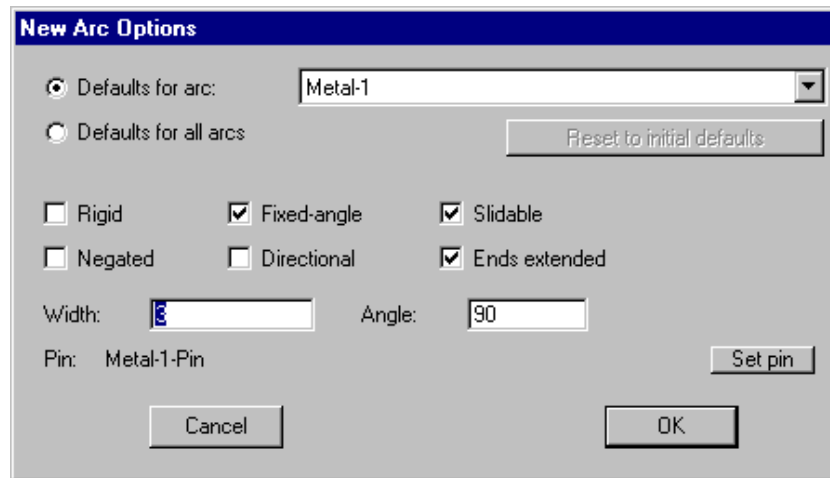 New Arc Options
Defaults for arc: Metal-1
Defaults for all arcs Reset to initial defaults
Rigid Fixed-angle Slidable
Negated Directional Ends extended
Width: 3 Angle: 90
Pin: Metal-1-Pin Set pin
Cancel OK